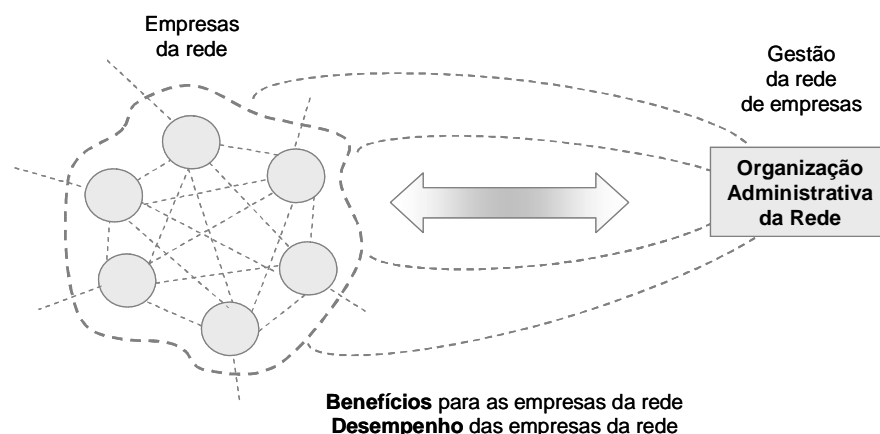 Empresas
da rede
Gestão
da rede
de empresas
Organização
Administrativa
da Rede
Benefícios para as empresas da rede
Desempenho das empresas da rede